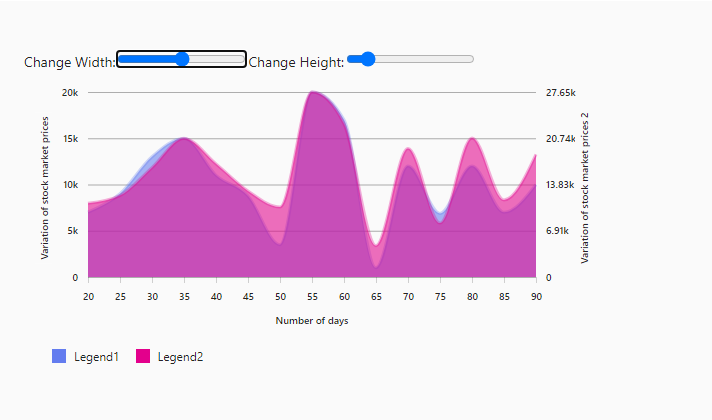 Change Width: Change Height:
20k 27.65k
15k 20.74k
10k 13.83k
5k 6.91k
0 0
Variation of stock market prices
Variation of stock market prices 2
20 25 30 35 40 45 50 55 60 65 70 75 80 85 90
Number of days
Legend1 Legend2